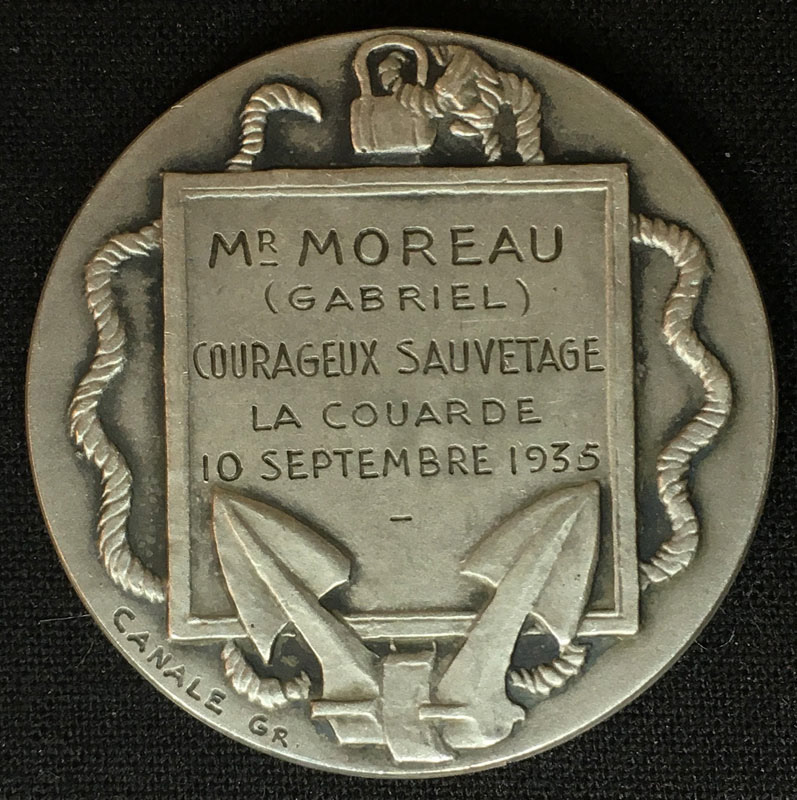 MR MOREAU
(GABRIEL)
COURAGEUX SAUVETAGE
LA COUARDE
10 SEPTEMBRE 1935
–
CANALE GR.